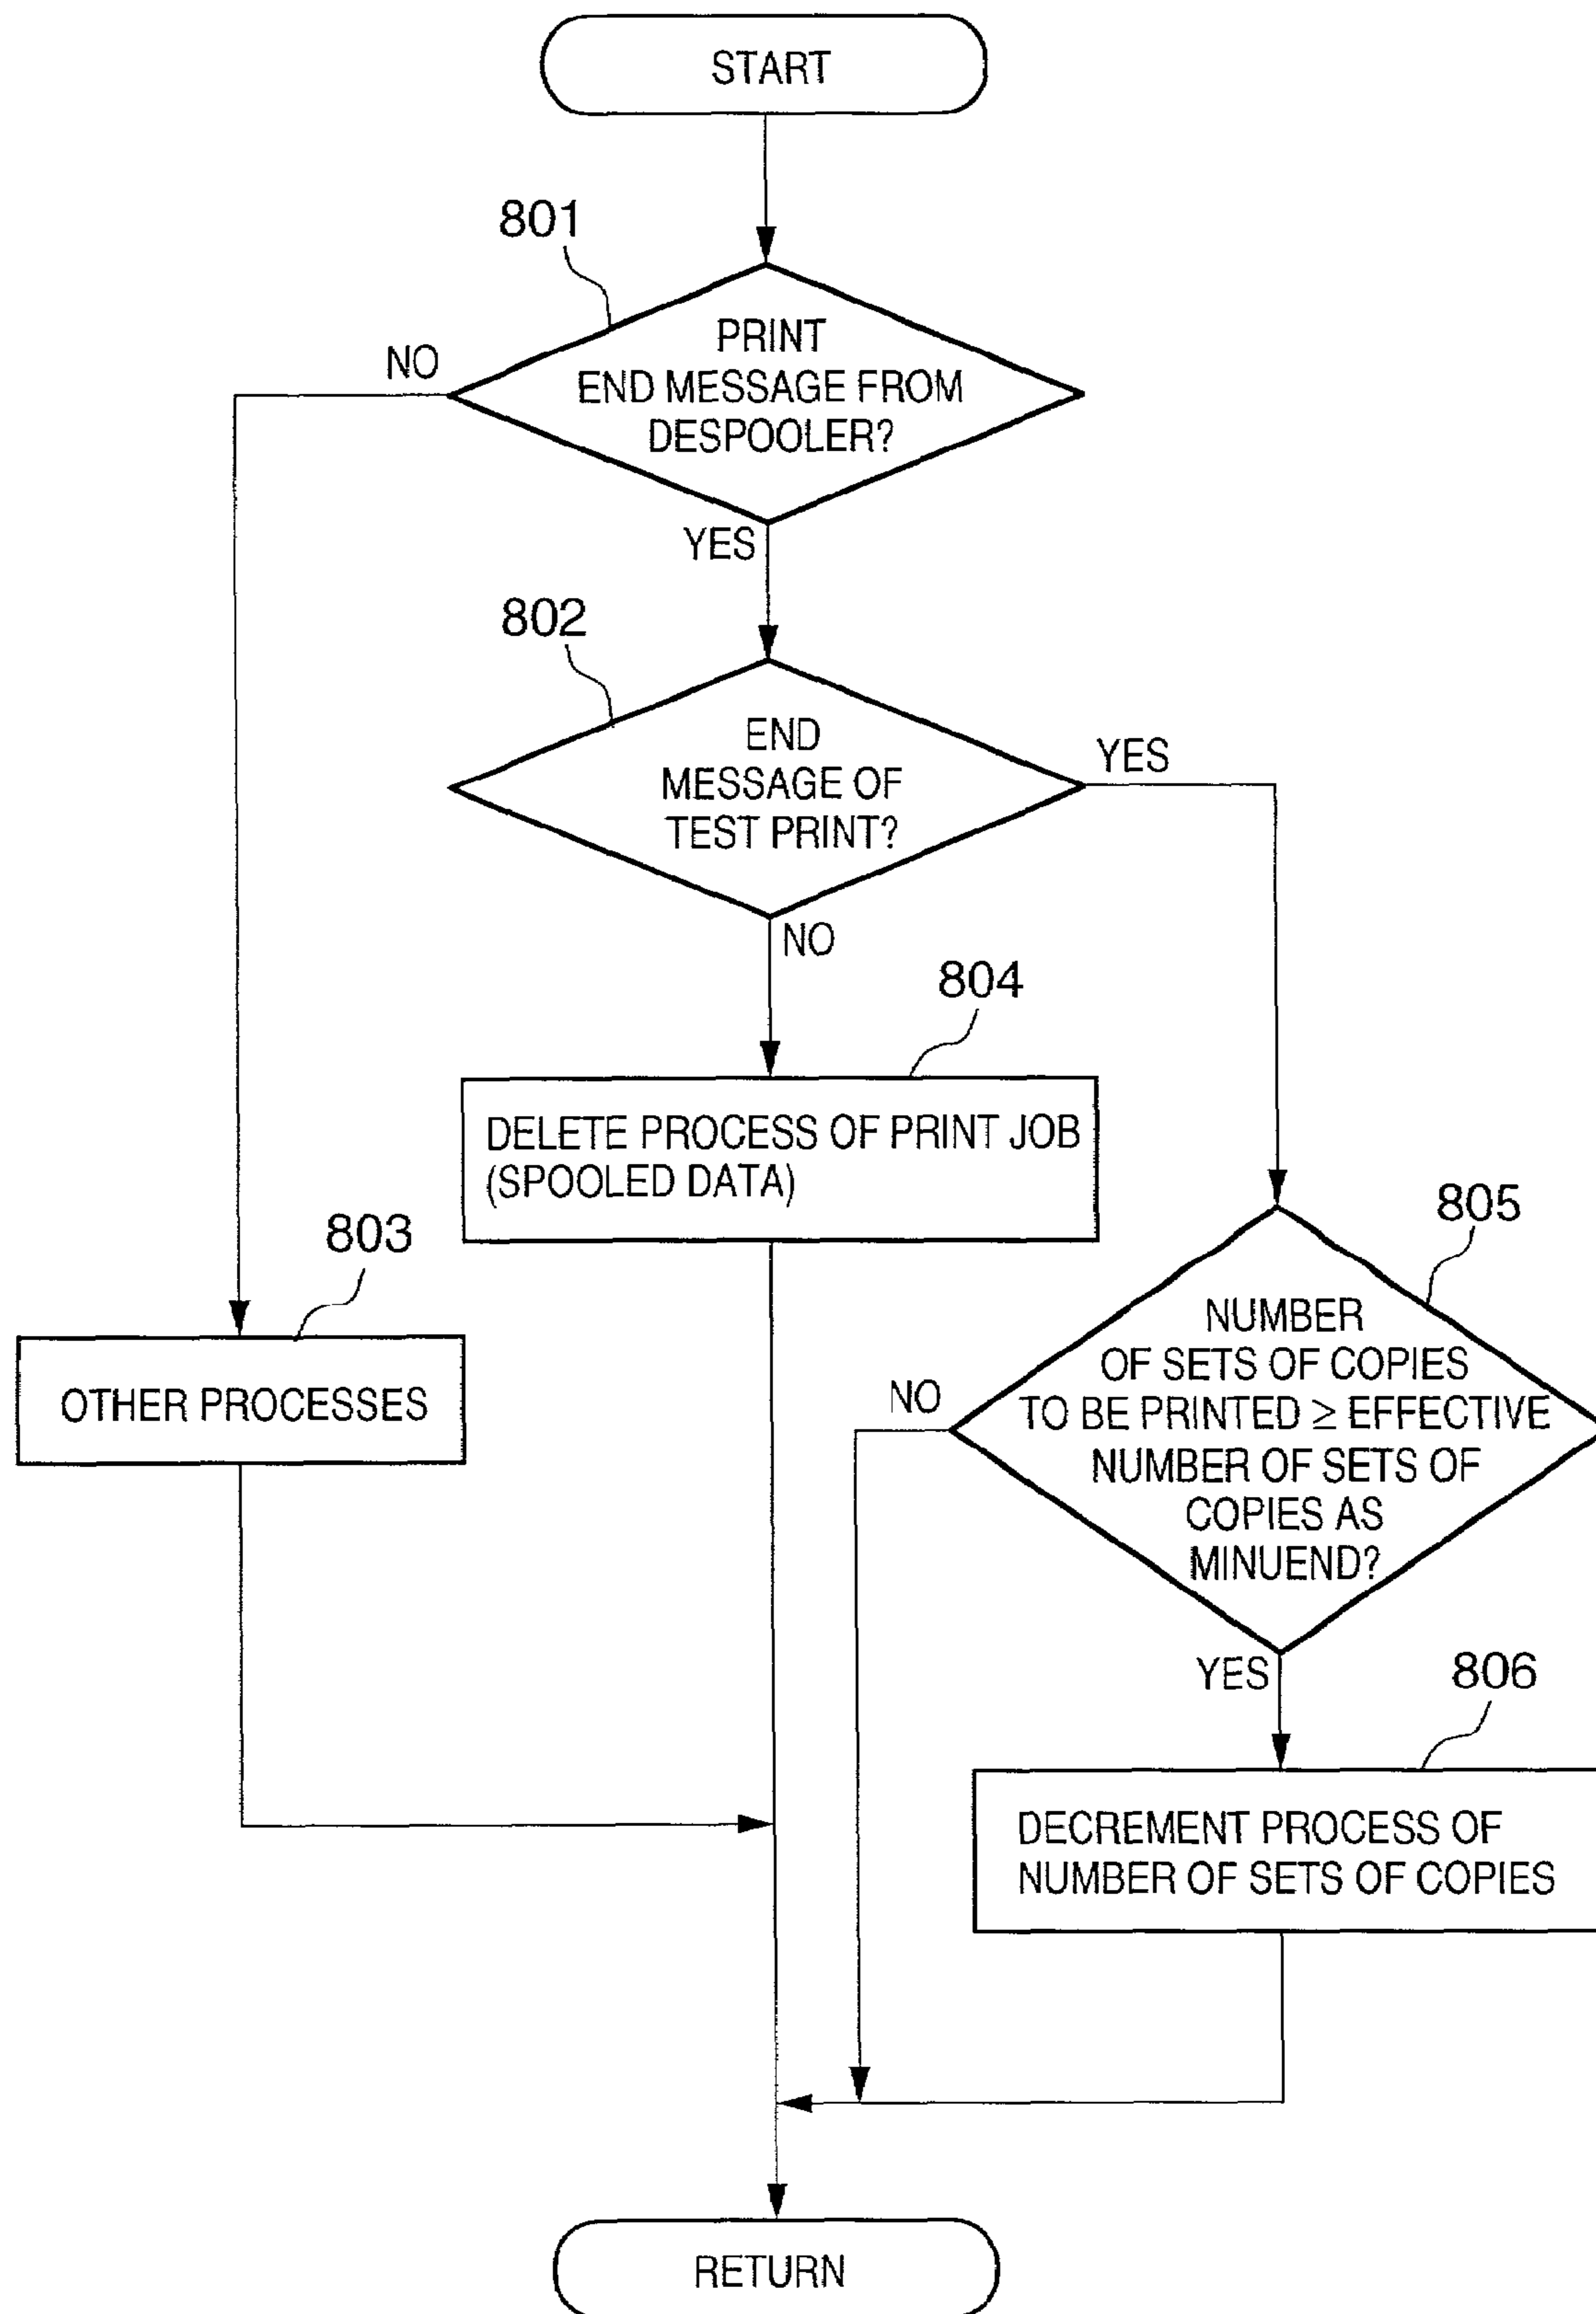 START
801
PRINT
END MESSAGE FROM
DESPOOLER?
NO
YES
802
END
MESSAGE OF
TEST PRINT?
YES
NO
804
DELETE PROCESS OF PRINT JOB
(SPOOLED DATA)
803
OTHER PROCESSES
805
NUMBER
OF SETS OF COPIES
TO BE PRINTED ≥ EFFECTIVE
NUMBER OF SETS OF
COPIES AS
MINUEND?
NO
YES
806
DECREMENT PROCESS OF
NUMBER OF SETS OF COPIES
RETURN